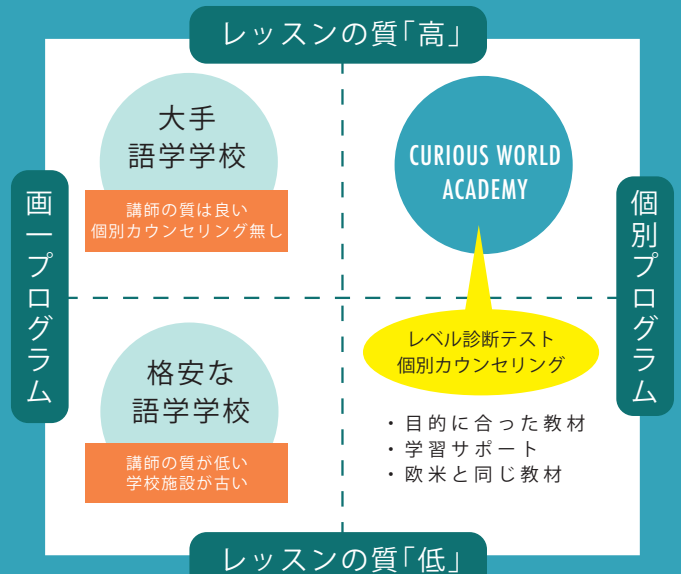 レッスンの質「高」
大手
語学学校
講師の質は良い
個別カウンセリング無し
CURIOUS WORLD
ACADEMY
画一プログラム
個別プログラム
格安な
語学学校
講師の質が低い
学校施設が古い
レベル診断テスト
個別カウンセリング
・目的に合った教材
・学習サポート
・欧米と同じ教材
レッスンの質「低」